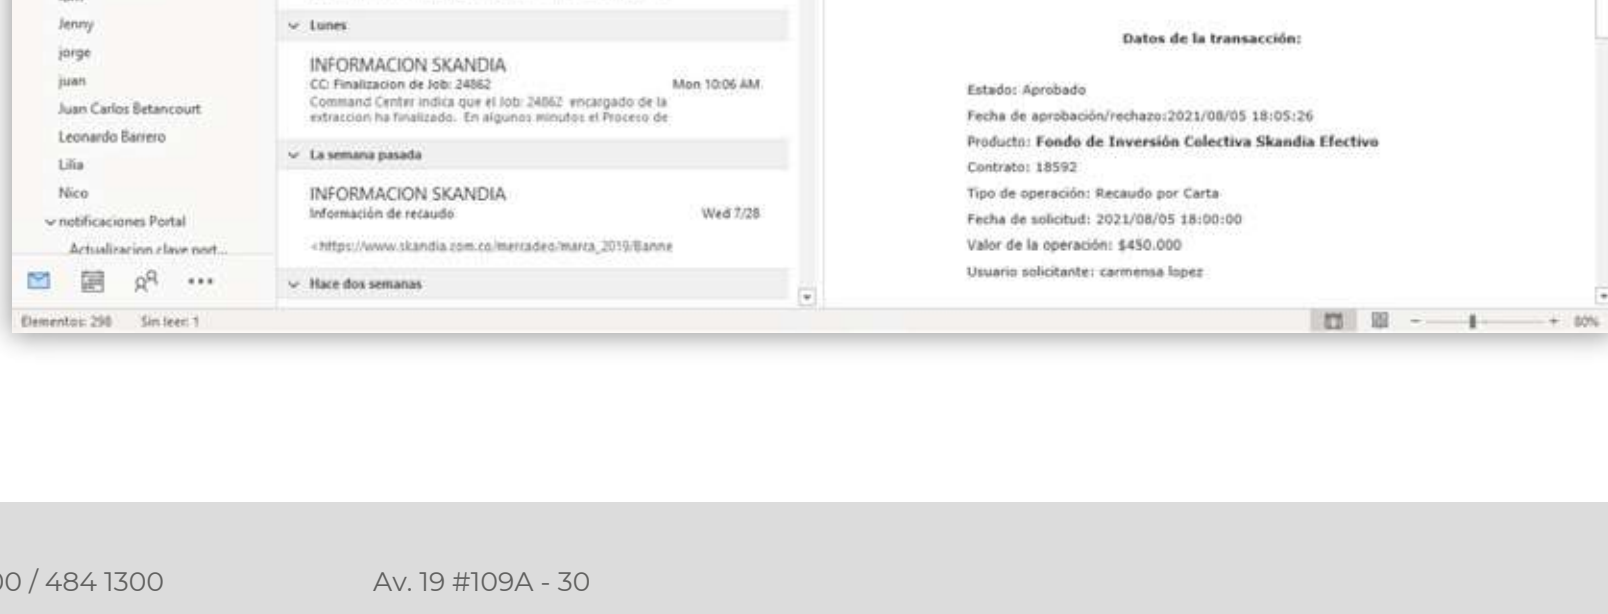 Jenny
jorge
juan
Juan Carlos Betancourt
Leonardo Barrero
Lilia
Nico
notificaciones Portal
Actualizacion clave port...
Elementos: 298 Sin leer: 1
Lunes
INFORMACION SKANDIA
CC: Finalizacion de Job: 24862 Mon 10:06 AM
Command Center indica que el Job: 24862 encargado de la
extraccion ha finalizado. En algunos minutos el Proceso de
La semana pasada
INFORMACION SKANDIA
Información de recaudo Wed 7/28
<https://www.skandia.com.co/mercadeo/marca_2019/Banne
Hace dos semanas
Datos de la transacción:
Estado: Aprobado
Fecha de aprobación/rechazo:2021/08/05 18:05:26
Producto: Fondo de Inversión Colectiva Skandia Efectivo
Contrato: 18592
Tipo de operación: Recaudo por Carta
Fecha de solicitud: 2021/08/05 18:00:00
Valor de la operación: $450.000
Usuario solicitante: carmensa lopez
80%
00 / 484 1300
Av. 19 #109A - 30